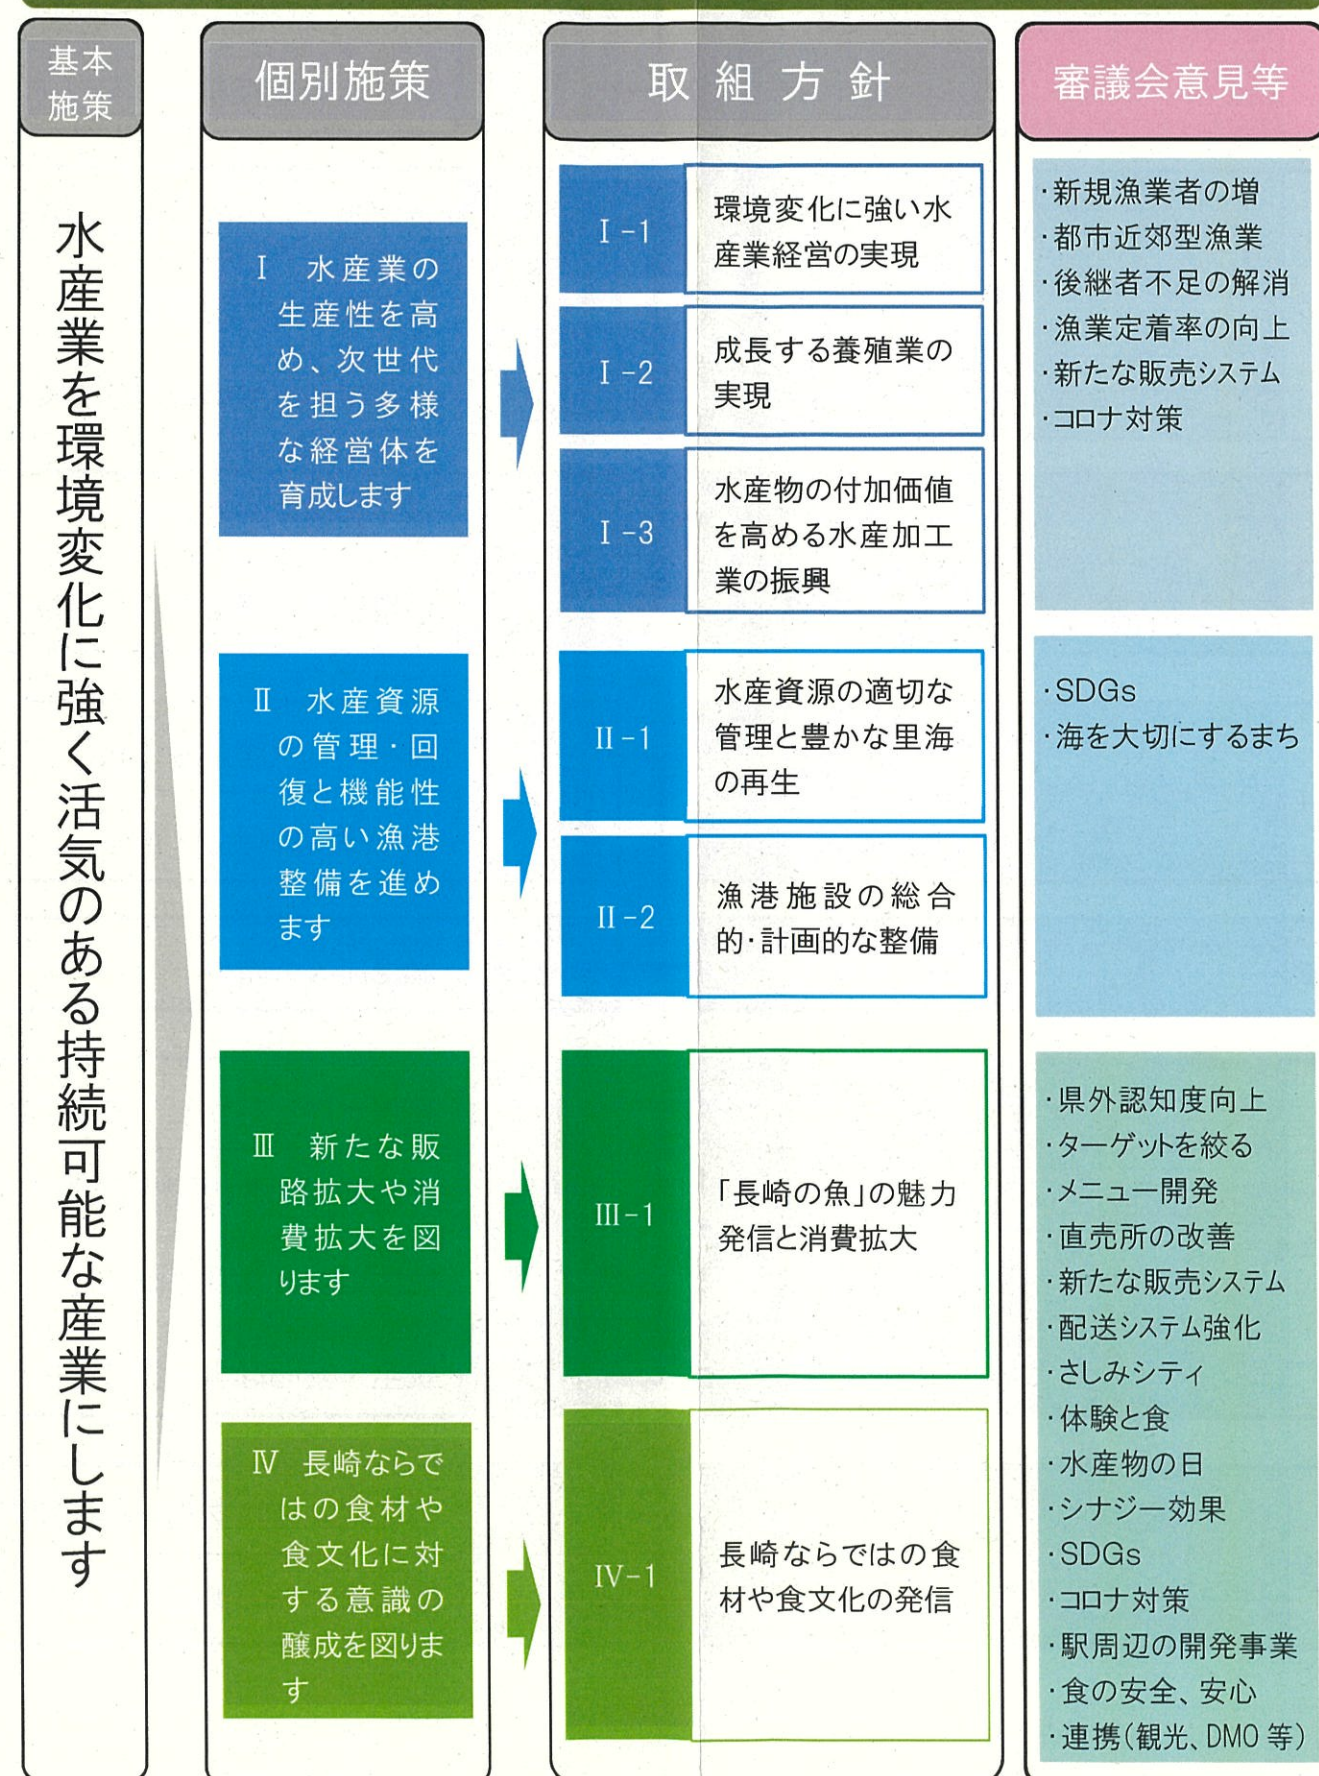 基本
施策
個別施策
取組方針
審議会意見等
水産業を環境変化に強く活気のある持続可能な産業にします
Ⅰ 水産業の
生産性を高
め、次世代
を担う多様
な経営体を
育成します
Ⅰ-1
環境変化に強い水
産業経営の実現
Ⅰ-2
成長する養殖業の
実現
Ⅰ-3
水産物の付加価値
を高める水産加工
業の振興
・新規漁業者の増
・都市近郊型漁業
・後継者不足の解消
・漁業定着率の向上
・新たな販売システム
・コロナ対策
Ⅱ 水産資源
の管理・回
復と機能性
の高い漁港
整備を進め
ます
Ⅱ-1
水産資源の適切な
管理と豊かな里海
の再生
Ⅱ-2
漁港施設の総合
的・計画的な整備
・SDGs
・海を大切にするまち
Ⅲ 新たな販
路拡大や消
費拡大を図
ります
Ⅲ-1
「長崎の魚」の魅力
発信と消費拡大
Ⅳ 長崎ならで
はの食材や
食文化に対
する意識の
醸成を図りま
す
Ⅳ-1
長崎ならではの食
材や食文化の発信
・県外認知度向上
・ターゲットを絞る
・メニュー開発
・直売所の改善
・新たな販売システム
・配送システム強化
・さしみシティ
・体験と食
・水産物の日
・シナジー効果
・SDGs
・コロナ対策
・駅周辺の開発事業
・食の安全、安心
・連携(観光、DMO 等)